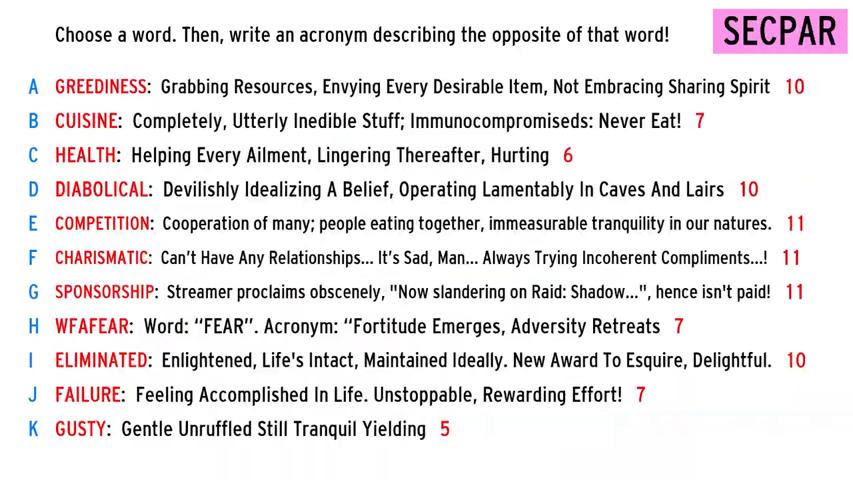 Choose a word. Then, write an acronym describing the opposite of that word!
SECPAR
A GREEDINESS: Grabbing Resources, Envying Every Desirable Item, Not Embracing Sharing Spirit 10
B CUISINE: Completely, Utterly Inedible Stuff; Immunocompromiseds: Never Eat! 7
C HEALTH: Helping Every Ailment, Lingering Thereafter, Hurting 6
D DIABOLICAL: Devilishly Idealizing A Belief, Operating Lamentably In Caves And Lairs 10
E COMPETITION: Cooperation of many; people eating together, immeasurable tranquility in our natures. 11
F CHARISMATIC: Can't Have Any Relationships... It's Sad, Man... Always Trying Incoherent Compliments...! 11
G SPONSORSHIP: Streamer proclaims obscenely, "Now slandering on Raid: Shadow...", hence isn't paid! 11
H WFAFEAR: Word: “FEAR”. Acronym: “Fortitude Emerges, Adversity Retreats 7
I ELIMINATED: Enlightened, Life's Intact, Maintained Ideally. New Award To Esquire, Delightful. 10
J FAILURE: Feeling Accomplished In Life. Unstoppable, Rewarding Effort! 7
K GUSTY: Gentle Unruffled Still Tranquil Yielding 5